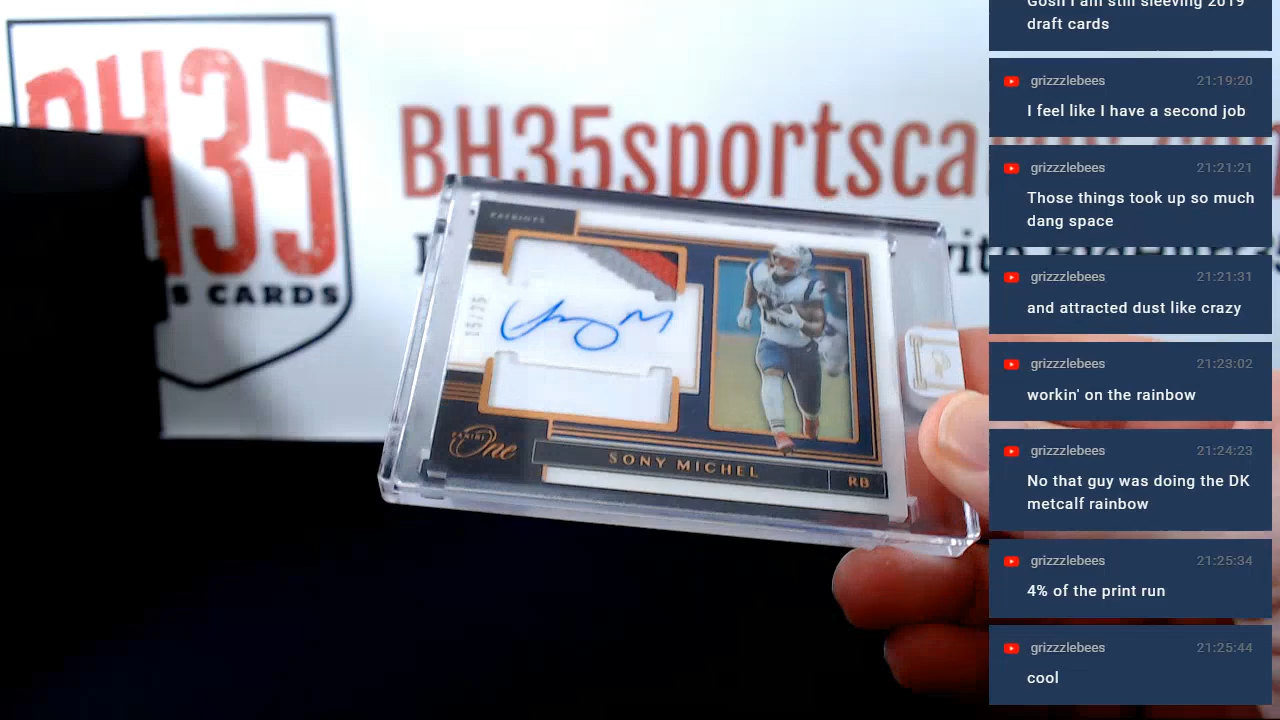 BH35
S CARDS
BH35sportsca
PATRIOTS
15/25
PANINI
One
SONY MICHEL
RB
Gosh I am still sleeving 2019
draft cards
grizzzlebees 21:19:20
I feel like I have a second job
grizzzlebees 21:21:21
Those things took up so much
dang space
grizzzlebees 21:21:31
and attracted dust like crazy
grizzzlebees 21:23:02
workin' on the rainbow
grizzzlebees 21:24:23
No that guy was doing the DK
metcalf rainbow
grizzzlebees 21:25:34
4% of the print run
grizzzlebees 21:25:44
cool